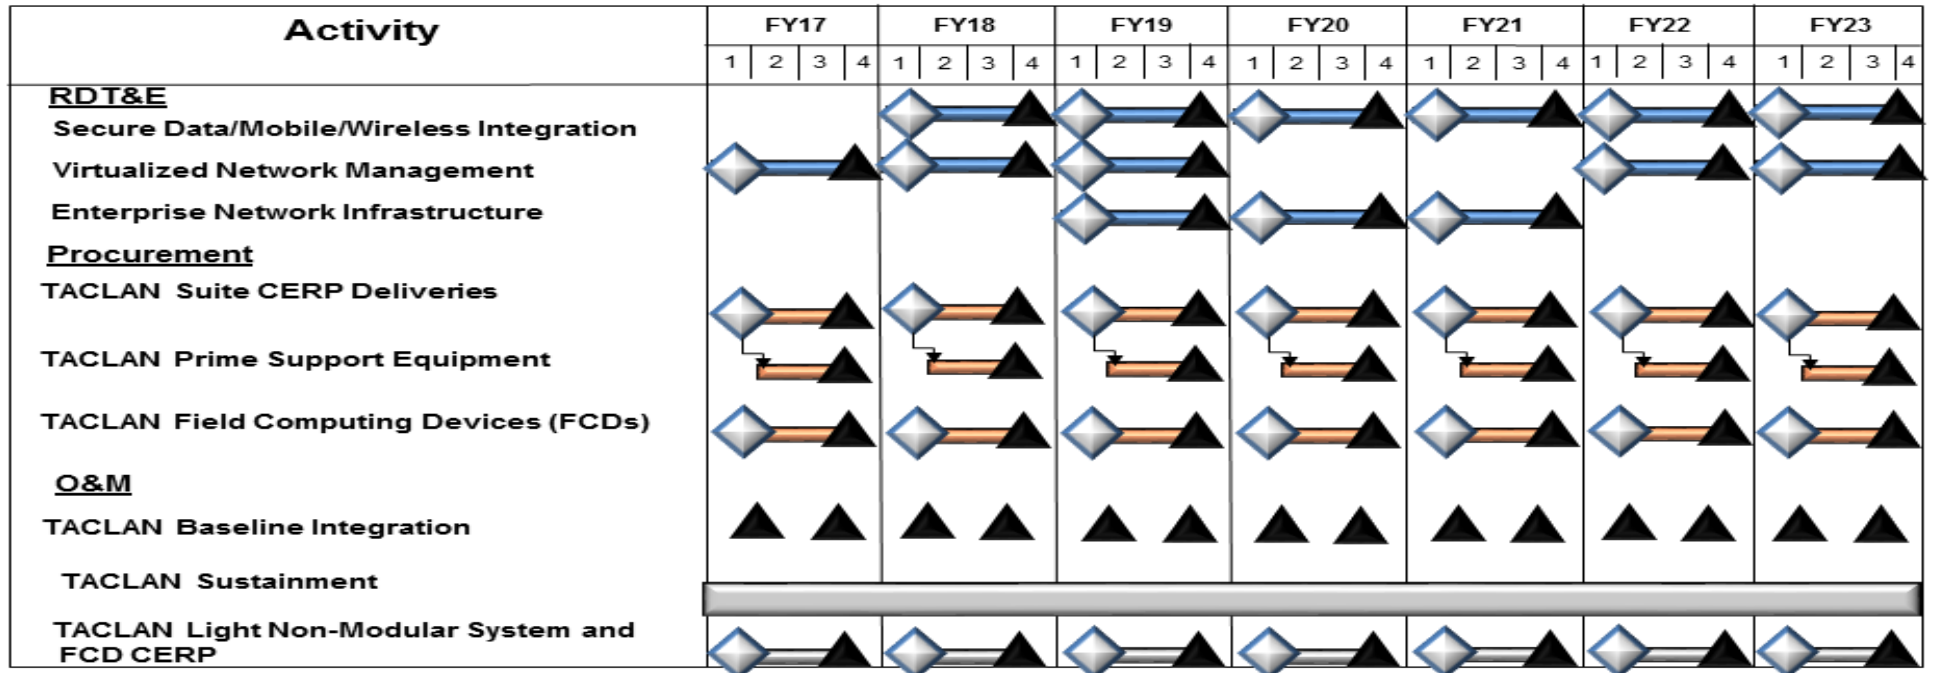 Activity FY17 FY18 FY19 FY20 FY21 FY22 FY23
1 2 3 4 1 2 3 4 1 2 3 4 1 2 3 4 1 2 3 4 1 2 3 4 1 2 3 4
RDT&E
Secure Data/Mobile/Wireless Integration
Virtualized Network Management
Enterprise Network Infrastructure
Procurement
TACLAN Suite CERP Deliveries
TACLAN Prime Support Equipment
TACLAN Field Computing Devices (FCDs)
O&M
TACLAN Baseline Integration
TACLAN Sustainment
TACLAN Light Non-Modular System and
FCD CERP